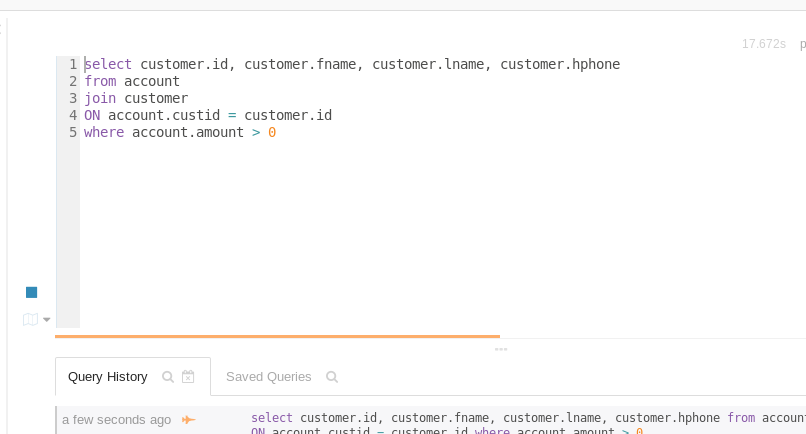 17.672s p
1 select customer.id, customer.fname, customer.lname, customer.hphone
2 from account
3 join customer
4 ON account.custid = customer.id
5 where account.amount > 0
Query History Saved Queries
a few seconds ago select customer.id, customer.fname, customer.lname, customer.hphone from accoun
ON account.custid = customer.id where account.amount > 0